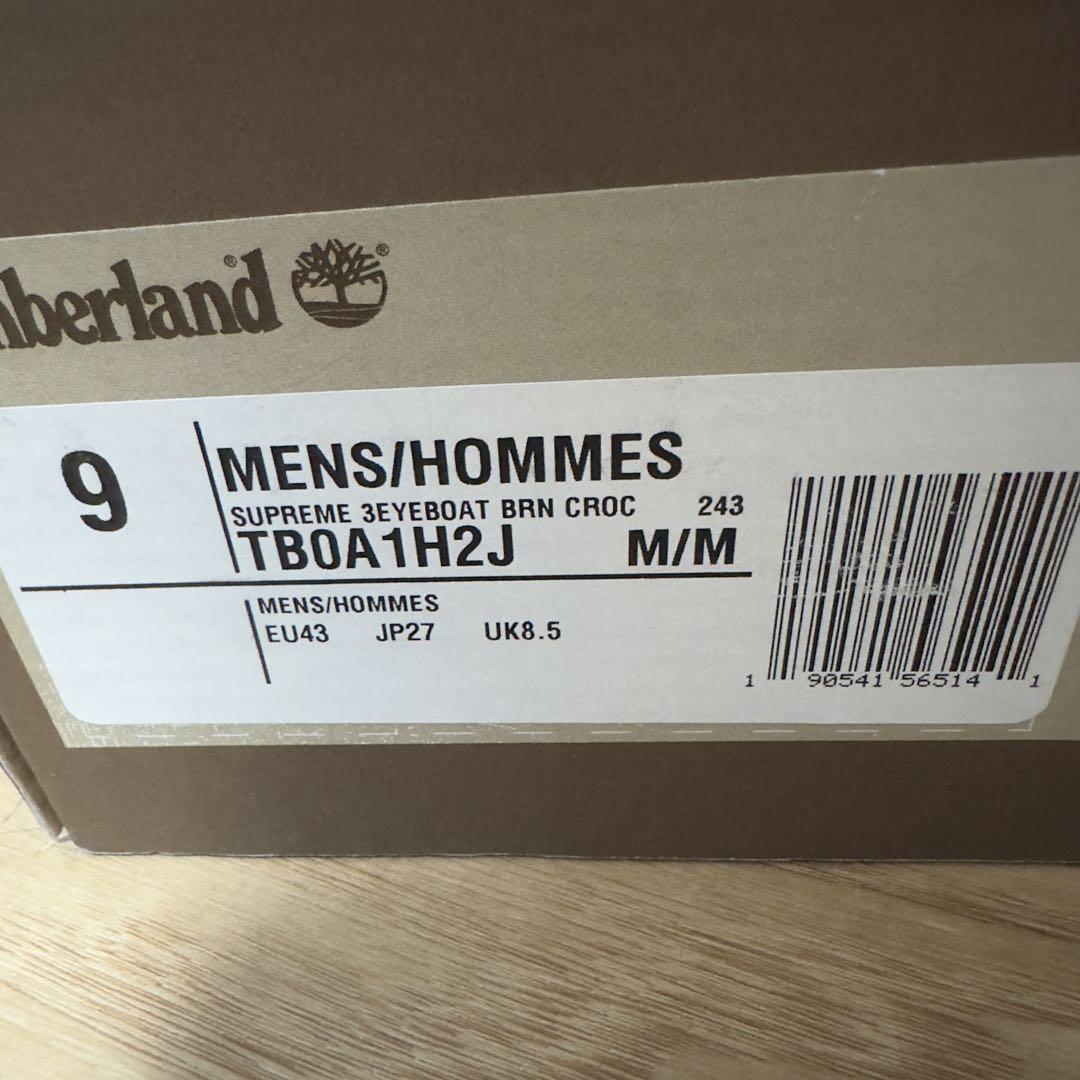 mberland®
®
9
MENS/HOMMES
SUPREME 3EYEBOAT BRN CROC 243
TB0A1H2J M/M
MENS/HOMMES
EU43 JP27 UK8.5
1 90541 56514 1